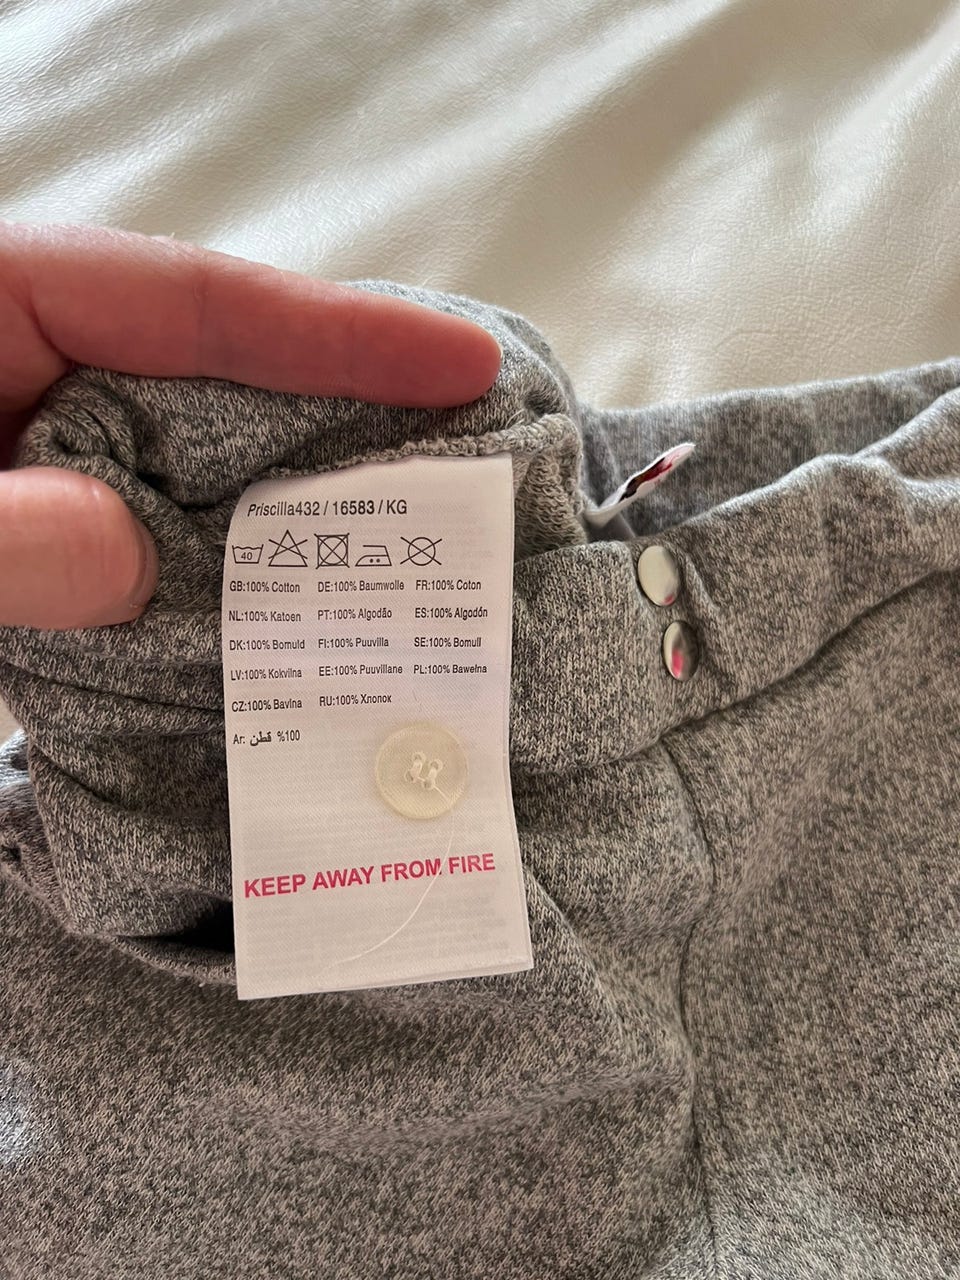 Priscilla432 / 16583 / KG
40
GB:100% Cotton DE:100% Baumwolle FR:100% Coton
NL:100% Katoen PT:100% Algodão ES:100% Algodón
DK:100% Bomuld FI:100% Puuvilla SE:100% Bomull
LV:100% Kokvilna EE:100% Puuvillane PL:100% Bawełna
CZ:100% Bavlna RU:100% Хлопок
Ar: قطن %100
KEEP AWAY FROM FIRE